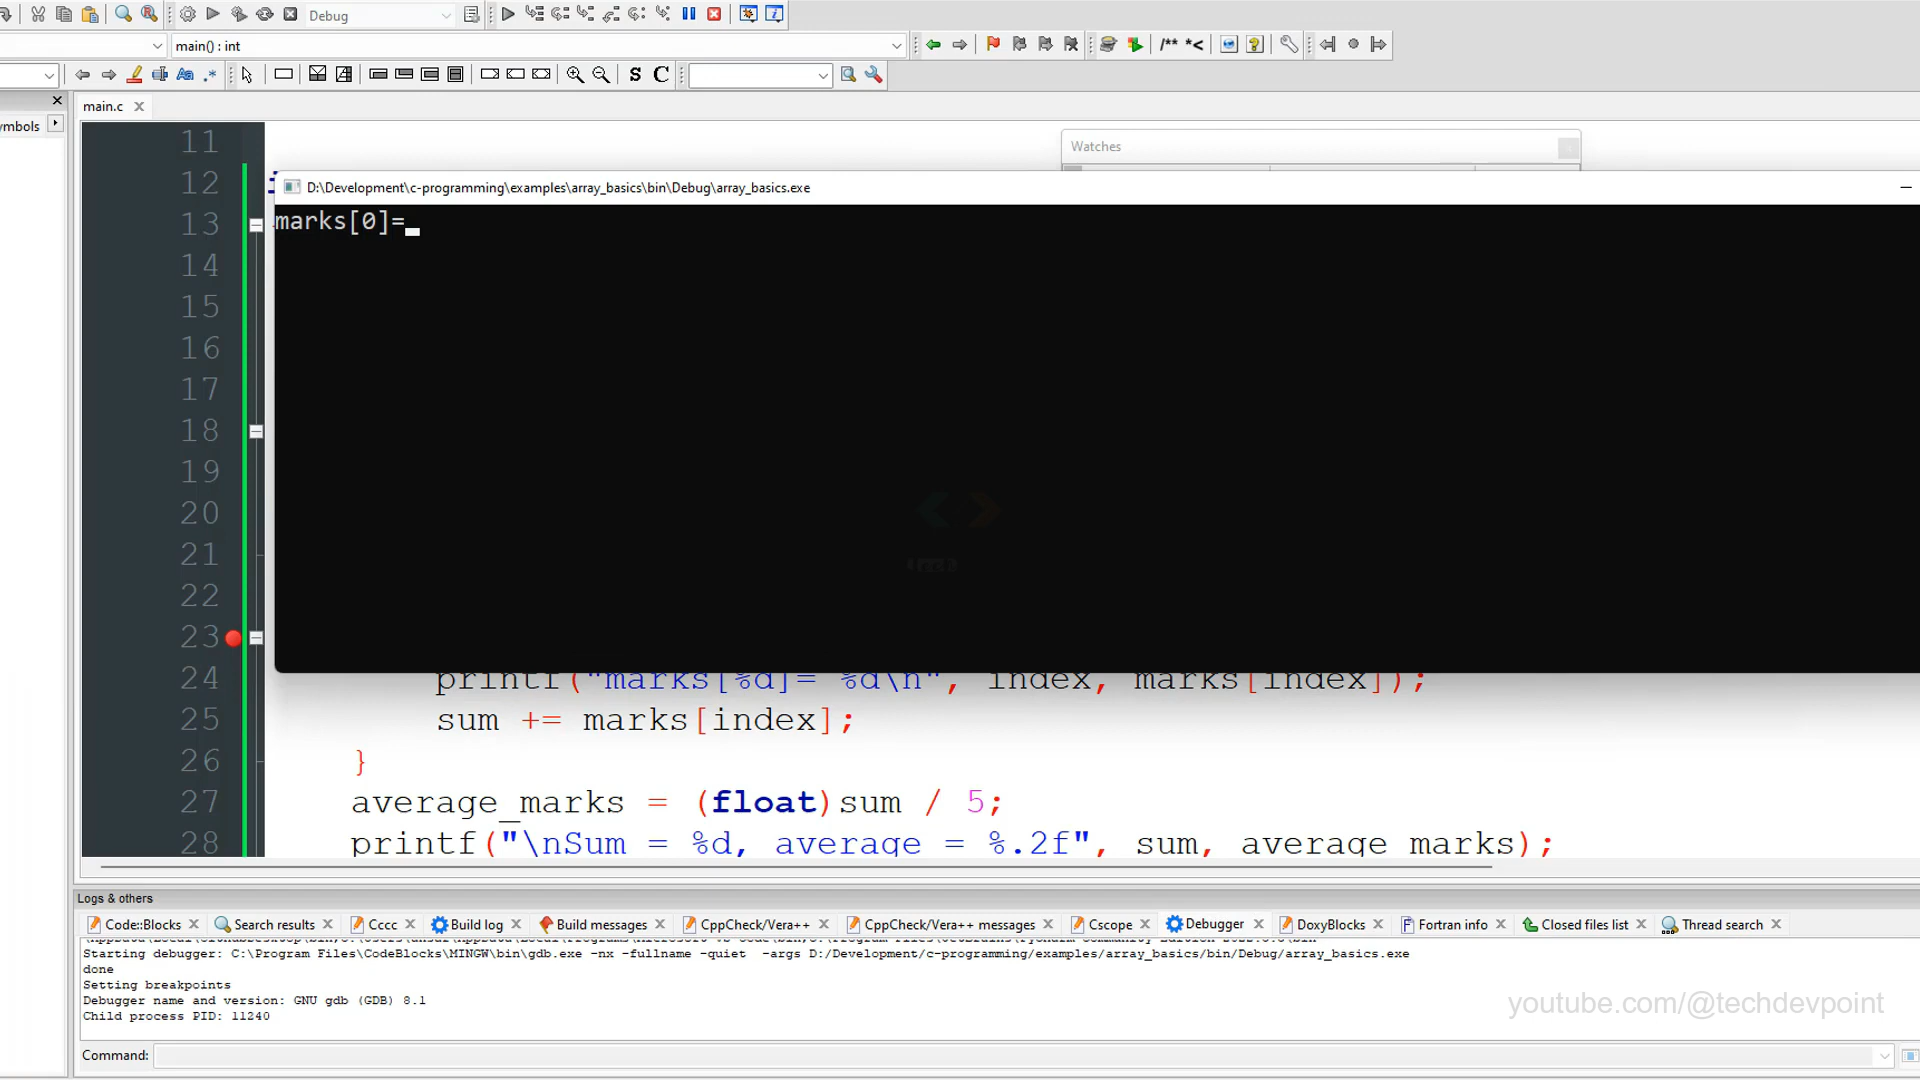 Debug
main() : int
/** *<
S C
main.c
ymbols
Watches
D:\Development\c-programming\examples\array_basics\bin\Debug\array_basics.exe
marks[0]=
11
12
13
14
15
16
17
18
19
20
21
22
23
24 printf("marks[%d]= %d\n", index, marks[index]);
25 sum += marks[index];
26 }
27 average_marks = (float)sum / 5;
28 printf("\nSum = %d, average = %.2f", sum, average marks);
Logs & others
Code::Blocks Search results Cccc Build log Build messages CppCheck/Vera++ CppCheck/Vera++ messages Cscope Debugger DoxyBlocks Fortran info Closed files list Thread search
Starting debugger: C:\Program Files\CodeBlocks\MINGW\bin\gdb.exe -nx -fullname -quiet -args D:/Development/c-programming/examples/array_basics/bin/Debug/array_basics.exe
done
Setting breakpoints
Debugger name and version: GNU gdb (GDB) 8.1
Child process PID: 11240
youtube.com/@techdevpoint
Command: